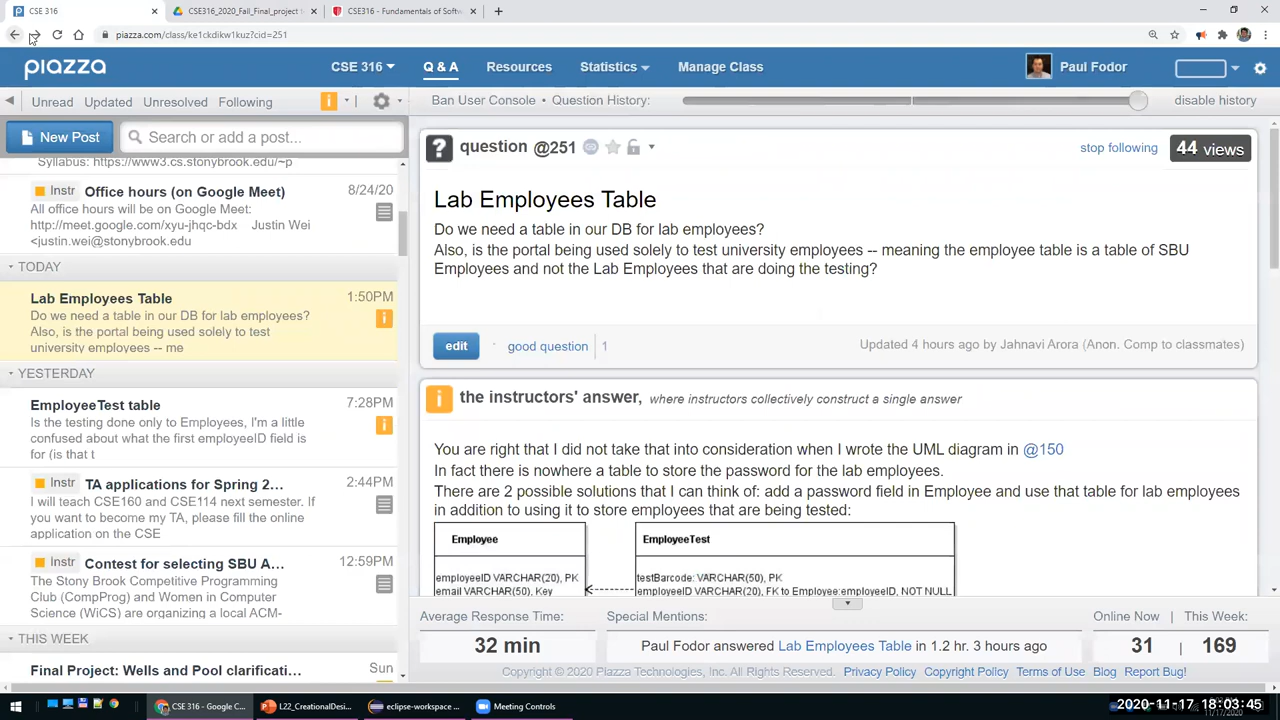 CSE 316
CSE316_2020_Fall_Final_project
CSE316 - Fundamentals of Softw
piazza.com/class/ke1ckdikw1kuz?cid=251
piazza
CSE 316
Q & A
Resources
Statistics
Manage Class
Paul Fodor
Unread
Updated
Unresolved
Following
i
Ban User Console • Question History:
disable history
New Post
Search or add a post...
Syllabus: https://www3.cs.stonybrook.edu/~p
Instr Office hours (on Google Meet) 8/24/20
All office hours will be on Google Meet:
http://meet.google.com/xyu-jhqc-bdx Justin Wei
<justin.wei@stonybrook.edu
TODAY
Lab Employees Table 1:50PM
Do we need a table in our DB for lab employees?
Also, is the portal being used solely to test
university employees -- me
i
YESTERDAY
EmployeeTest table 7:28PM
Is the testing done only to Employees, I'm a little
confused about what the first employeeID field is
for (is that t
i
Instr TA applications for Spring 2... 2:44PM
I will teach CSE160 and CSE114 next semester. If
you want to become my TA, please fill the online
application on the CSE
Instr Contest for selecting SBU A... 12:59PM
The Stony Brook Competitive Programming
Club (CompProg) and Women in Computer
Science (WiCS) are organizing a local ACM-
THIS WEEK
Final Project: Wells and Pool clarificati... Sun
? question @251
stop following
44 views
Lab Employees Table
Do we need a table in our DB for lab employees?
Also, is the portal being used solely to test university employees -- meaning the employee table is a table of SBU
Employees and not the Lab Employees that are doing the testing?
edit
good question 1
Updated 4 hours ago by Jahnavi Arora (Anon. Comp to classmates)
i the instructors' answer, where instructors collectively construct a single answer
You are right that I did not take that into consideration when I wrote the UML diagram in @150
In fact there is nowhere a table to store the password for the lab employees.
There are 2 possible solutions that I can think of: add a password field in Employee and use that table for lab employees
in addition to using it to store employees that are being tested:
Employee
employeeID VARCHAR(20), PK
email VARCHAR(50), Key
EmployeeTest
testBarcode: VARCHAR(50), PK
employeeID VARCHAR(20), FK to Employee:employeeID, NOT NULL
Average Response Time:
32 min
Special Mentions:
Paul Fodor answered Lab Employees Table in 1.2 hr. 3 hours ago
Online Now
31
This Week:
169
Copyright © 2020 Piazza Technologies, Inc. All Rights Reserved. Privacy Policy Copyright Policy Terms of Use Blog Report Bug!
CSE 316 - Google C...
L22_CreationalDesi...
eclipse-workspace ...
Meeting Controls
2020-11-17 18:03:45